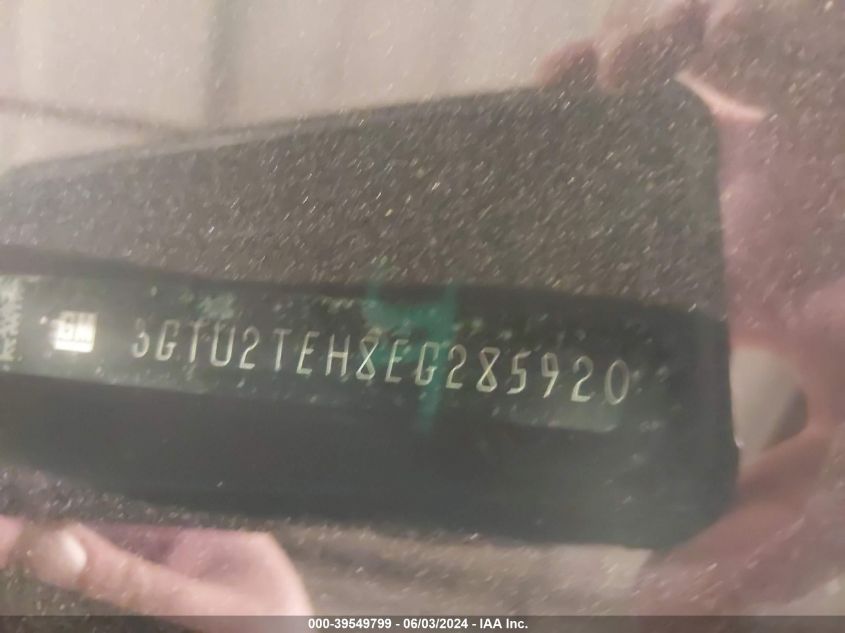 GM 3GTU2TEH8EG285920
000-39549799 - 06/03/2024 - IAA Inc.